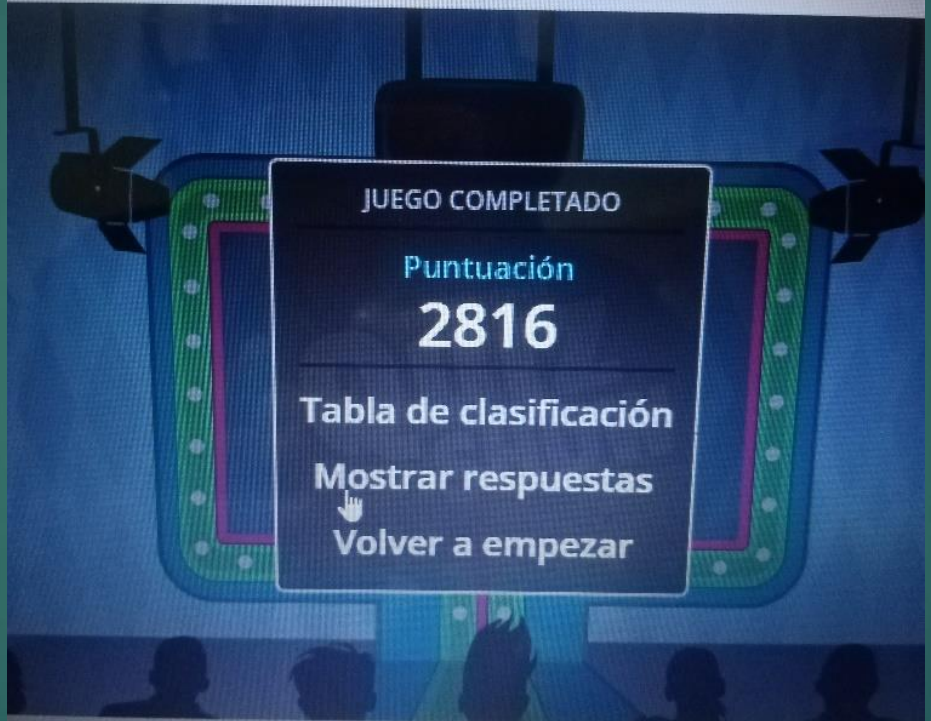 JUEGO COMPLETADO
Puntuación
2816
Tabla de clasificación
Mostrar respuestas
Volver a empezar